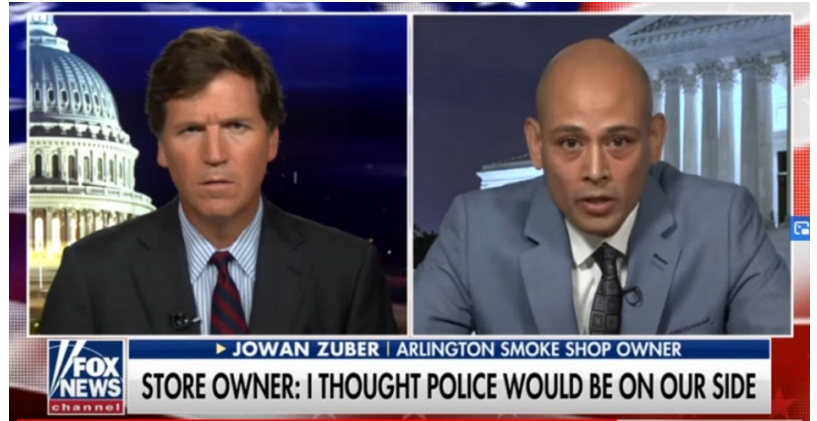 JOWAN ZUBER | ARLINGTON SMOKE SHOP OWNER
FOX
NEWS
channel
STORE OWNER: I THOUGHT POLICE WOULD BE ON OUR SIDE